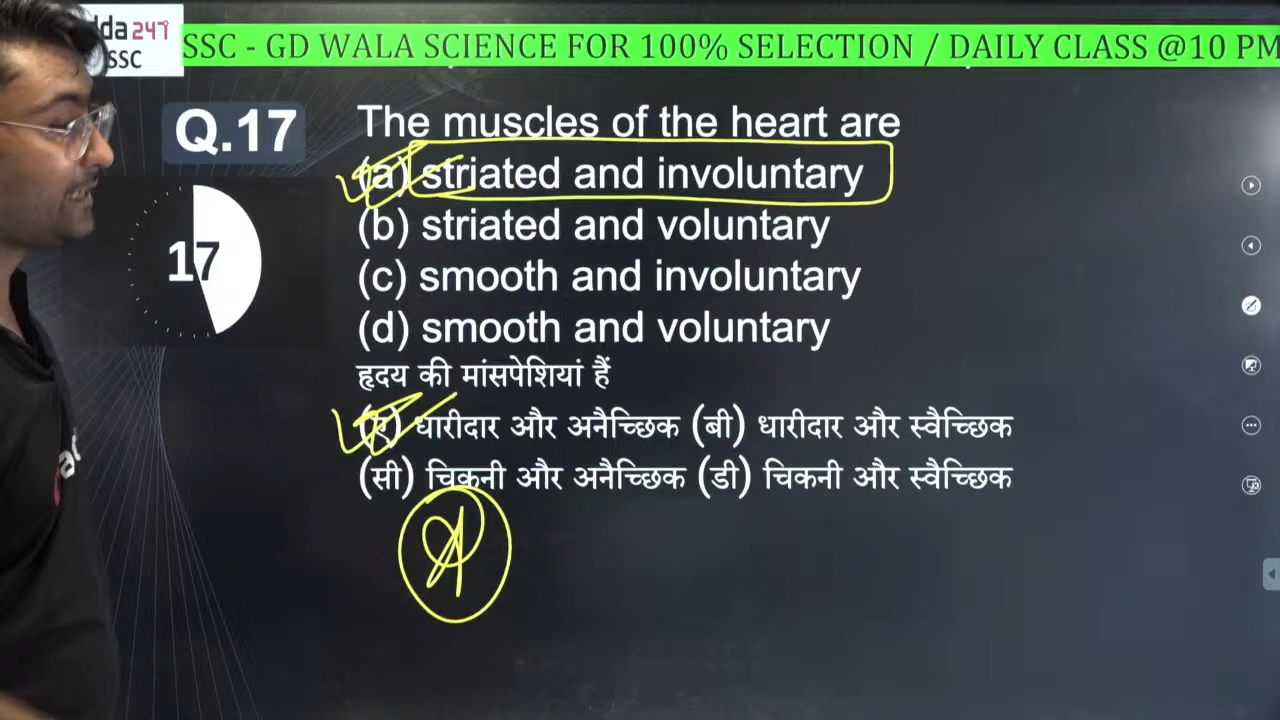 dda 247
SSC
SSC - GD WALA SCIENCE FOR 100% SELECTION / DAILY CLASS @10 PM
Q.17
The muscles of the heart are
(a) striated and involuntary
(b) striated and voluntary
(c) smooth and involuntary
(d) smooth and voluntary
17
हृदय की मांसपेशियां हैं
(ए) धारीदार और अनैच्छिक (बी) धारीदार और स्वैच्छिक
(सी) चिकनी और अनैच्छिक (डी) चिकनी और स्वैच्छिक
A